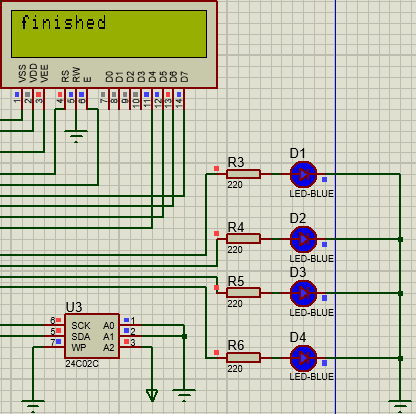 finished
VSS VDD VEE RS RW E D0 D1 D2 D3 D4 D5 D6 D7
1 2 3 4 5 6 7 8 9 10 11 12 13 14
R3
220
D1
LED-BLUE
R4
220
D2
LED-BLUE
R5
220
D3
LED-BLUE
R6
220
D4
LED-BLUE
U3
6 SCK A0 1
5 SDA A1 2
7 WP A2 3
24C02C